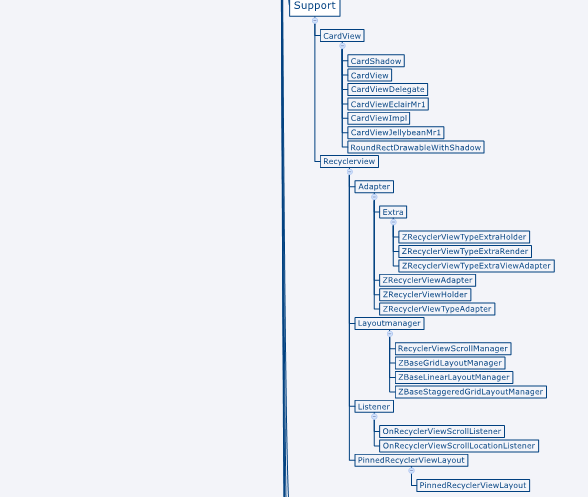 Support
CardView
CardShadow
CardView
CardViewDelegate
CardViewEclairMr1
CardViewImpl
CardViewJellybeanMr1
RoundRectDrawableWithShadow
Recyclerview
Adapter
Extra
ZRecyclerViewTypeExtraHolder
ZRecyclerViewTypeExtraRender
ZRecyclerViewTypeExtraViewAdapter
ZRecyclerViewAdapter
ZRecyclerViewHolder
ZRecyclerViewTypeAdapter
Layoutmanager
RecyclerViewScrollManager
ZBaseGridLayoutManager
ZBaseLinearLayoutManager
ZBaseStaggeredGridLayoutManager
Listener
OnRecyclerViewScrollListener
OnRecyclerViewScrollLocationListener
PinnedRecyclerViewLayout
PinnedRecyclerViewLayout